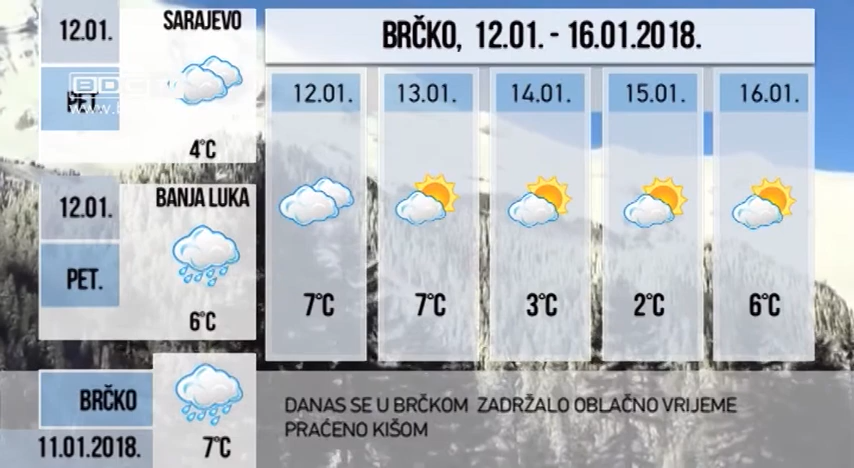 12.01.
SARAJEVO
PET.
4°C
12.01.
BANJA LUKA
PET.
6°C
BRČKO
11.01.2018.
7°C
BRČKO, 12.01. - 16.01.2018.
12.01. 13.01. 14.01. 15.01. 16.01.
7°C 7°C 3°C 2°C 6°C
DANAS SE U BRČKOM ZADRŽALO OBLAČNO VRIJEME
PRAĆENO KIŠOM